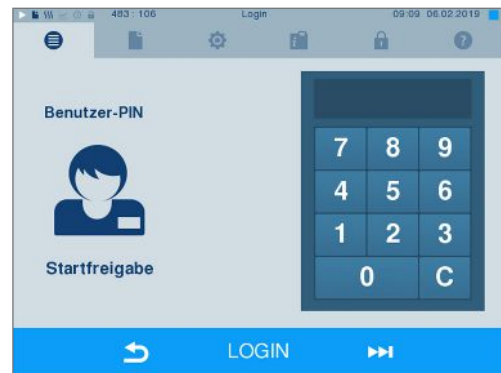 483 : 106 Login 09:09 06.02.2019
Benutzer-PIN
7 8 9
4 5 6
1 2 3
0 C
Startfreigabe
LOGIN